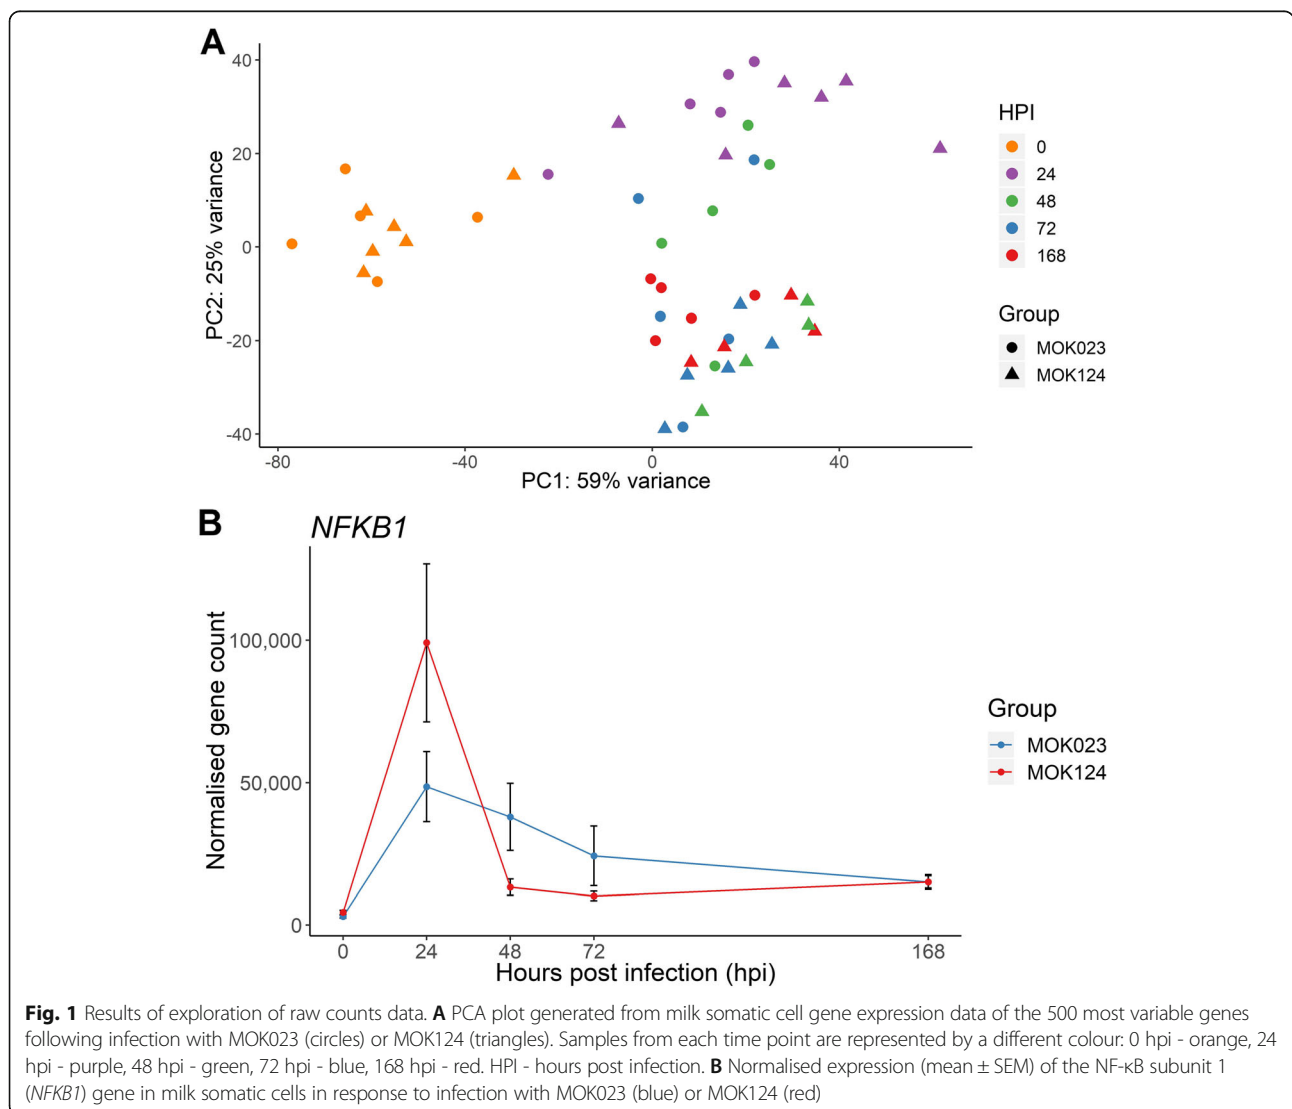 A
40
20
0
-20
-40
PC2: 25% variance
-80
-40
0
40
PC1: 59% variance
HPI
0
24
48
72
168
Group
MOK023
MOK124
B
NFKB1
100,000
50,000
0
Normalised gene count
0
24
48
72
168
Hours post infection (hpi)
Group
MOK023
MOK124
Fig. 1 Results of exploration of raw counts data. A PCA plot generated from milk somatic cell gene expression data of the 500 most variable genes
following infection with MOK023 (circles) or MOK124 (triangles). Samples from each time point are represented by a different colour: 0 hpi - orange, 24
hpi - purple, 48 hpi - green, 72 hpi - blue, 168 hpi - red. HPI - hours post infection. B Normalised expression (mean ± SEM) of the NF-κB subunit 1
(NFKB1) gene in milk somatic cells in response to infection with MOK023 (blue) or MOK124 (red)